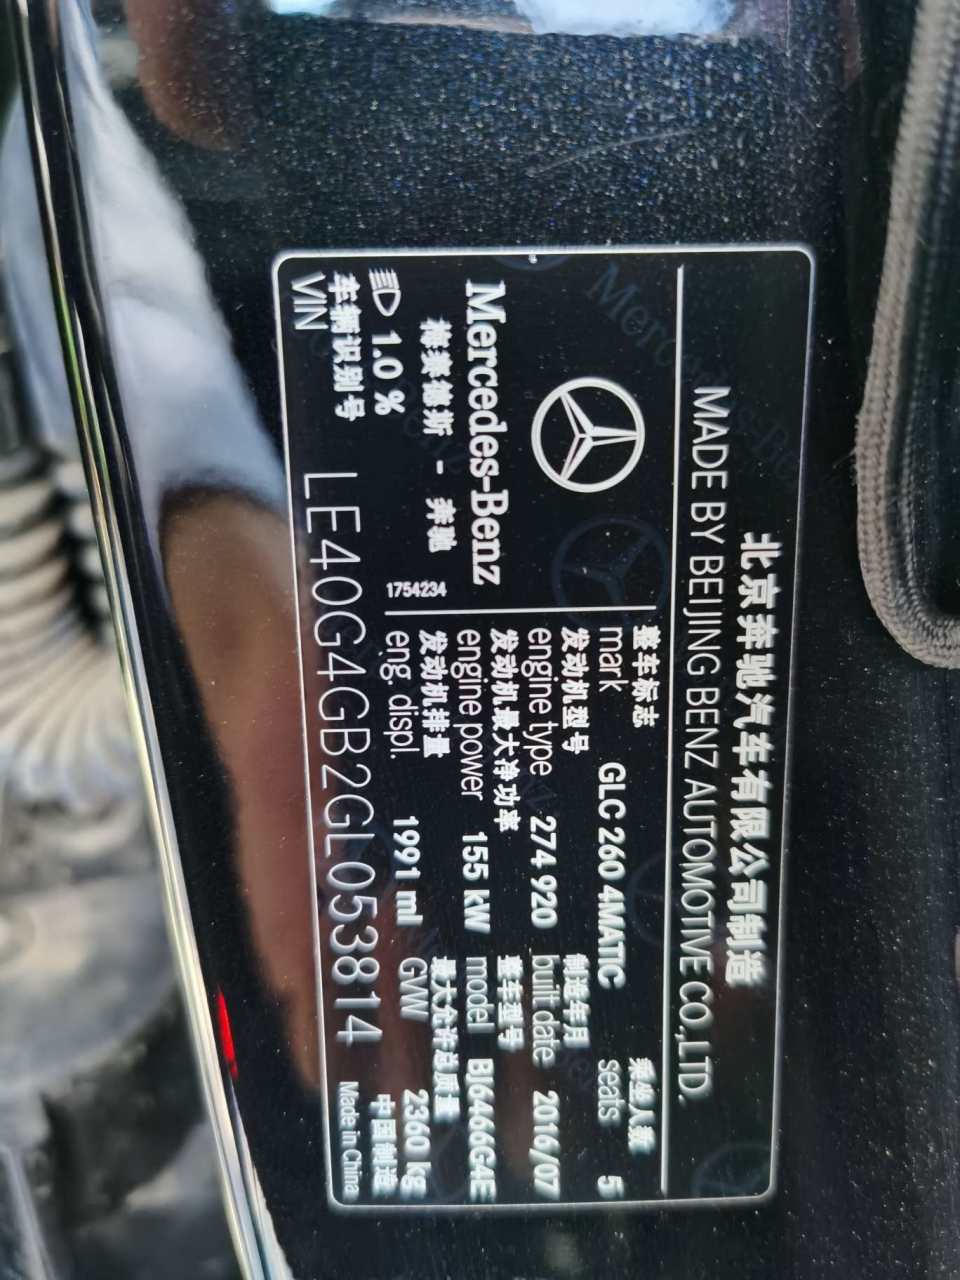 北京奔驰汽车有限公司制造
MADE BY BEIJING BENZ AUTOMOTIVE CO.,LTD.
Mercedes-Benz
梅赛德斯 - 奔驰
1754234
整车标志
mark GLC 260 4MATIC
乘坐人数
seats 5
发动机型号
engine type 274 920
制造年月
built date 2016/07
发动机最大净功率
engine power 155 kW
整车型号
model BJ6466G4E
发动机排量
eng. displ. 1991 ml
最大允许总质量
GVW 2360 kg
1.0 %
车辆识别号
VIN LE40G4GB2GL053814
中国制造
Made in China